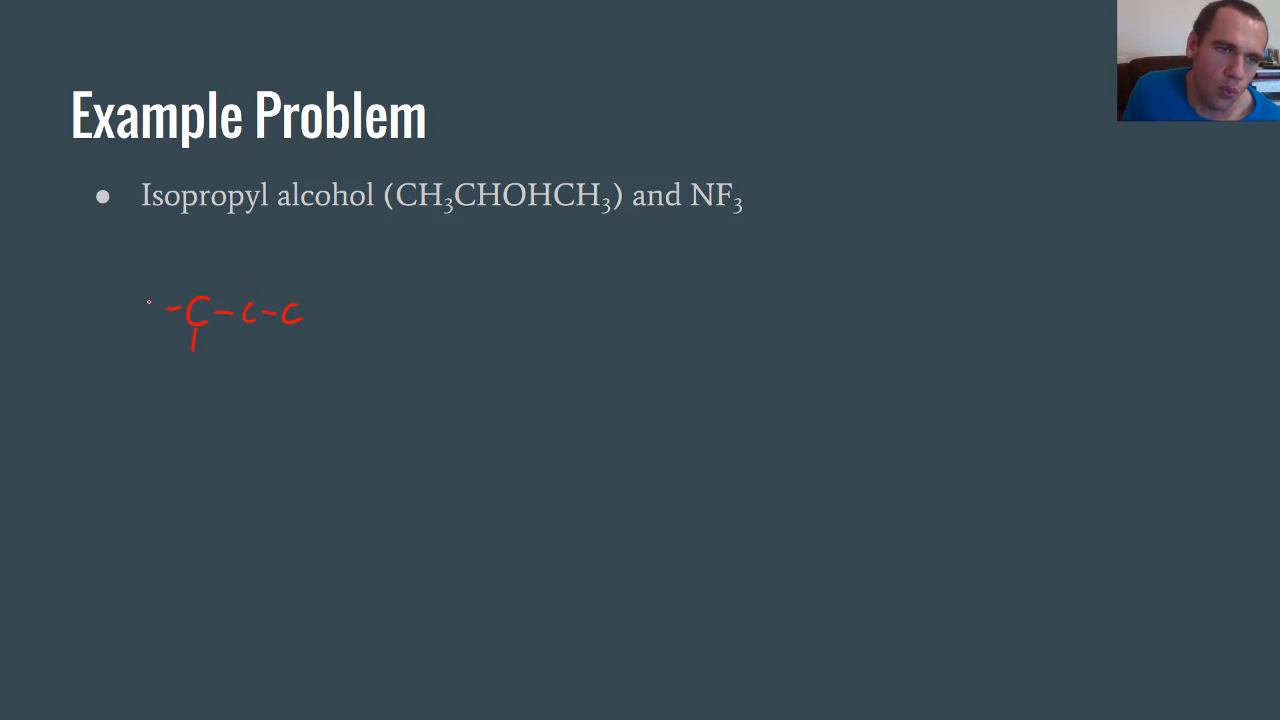 Example Problem
● Isopropyl alcohol (CH₃CHOHCH₃) and NF₃
-C-C-C